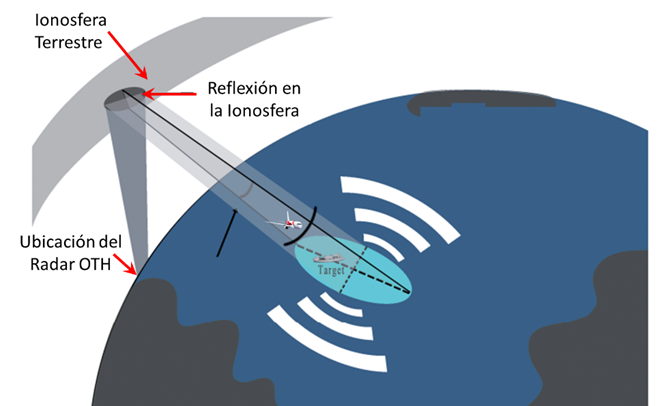 Ionosfera
Terrestre
Reflexión en
la Ionosfera
Ubicación del
Radar OTH
Target